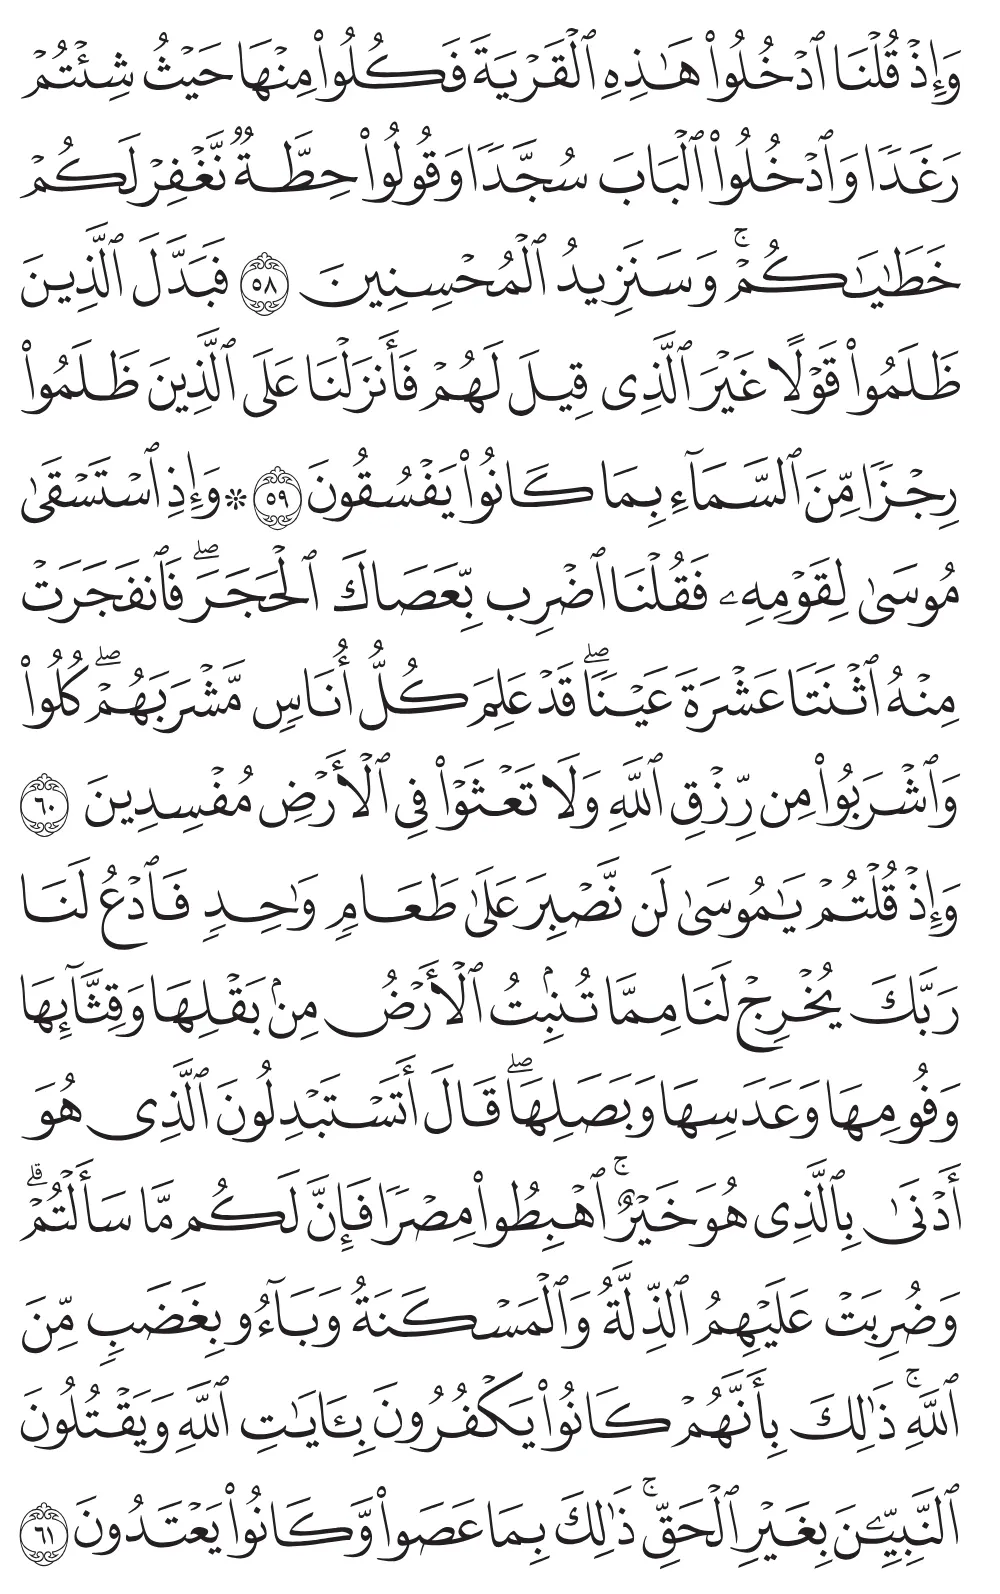 وَإِذۡ قُلۡنَا ٱدۡخُلُواْ هَٰذِهِ ٱلۡقَرۡيَةَ فَكُلُواْ مِنۡهَا حَيۡثُ شِئۡتُمۡ
رَغَدٗا وَٱدۡخُلُواْ ٱلۡبَابَ سُجَّدٗا وَقُولُواْ حِطَّةٞ نَّغۡفِرۡ لَكُمۡ
خَطَٰيَٰكُمۡۚ وَسَنَزِيدُ ٱلۡمُحۡسِنِينَ ٥٨ فَبَدَّلَ ٱلَّذِينَ
ظَلَمُواْ قَوۡلًا غَيۡرَ ٱلَّذِي قِيلَ لَهُمۡ فَأَنزَلۡنَا عَلَى ٱلَّذِينَ ظَلَمُواْ
رِجۡزٗا مِّنَ ٱلسَّمَآءِ بِمَا كَانُواْ يَفۡسُقُونَ ٥٩ * وَإِذِ ٱسۡتَسۡقَىٰ
مُوسَىٰ لِقَوۡمِهِۦ فَقُلۡنَا ٱضۡرِب بِّعَصَاكَ ٱلۡحَجَرَۖ فَٱنفَجَرَتۡ
مِنۡهُ ٱثۡنَتَا عَشۡرَةَ عَيۡنٗاۖ قَدۡ عَلِمَ كُلُّ أُنَاسٖ مَّشۡرَبَهُمۡۖ كُلُواْ
وَٱشۡرَبُواْ مِن رِّزۡقِ ٱللَّهِ وَلَا تَعۡثَوۡاْ فِي ٱلۡأَرۡضِ مُفۡسِدِينَ ٦٠
وَإِذۡ قُلۡتُمۡ يَٰمُوسَىٰ لَن نَّصۡبِرَ عَلَىٰ طَعَامٖ وَٰحِدٖ فَٱدۡعُ لَنَا
رَبَّكَ يُخۡرِجۡ لَنَا مِمَّا تُنۢبِتُ ٱلۡأَرۡضُ مِنۢ بَقۡلِهَا وَقِثَّآئِهَا
وَفُومِهَا وَعَدَسِهَا وَبَصَلِهَاۖ قَالَ أَتَسۡتَبۡدِلُونَ ٱلَّذِي هُوَ
أَدۡنَىٰ بِٱلَّذِي هُوَ خَيۡرٌۚ ٱهۡبِطُواْ مِصۡرٗا فَإِنَّ لَكُم مَّا سَأَلۡتُمۡۗ
وَضُرِبَتۡ عَلَيۡهِمُ ٱلذِّلَّةُ وَٱلۡمَسۡكَنَةُ وَبَآءُو بِغَضَبٖ مِّنَ
ٱللَّهِۚ ذَٰلِكَ بِأَنَّهُمۡ كَانُواْ يَكۡفُرُونَ بِـَٔايَٰتِ ٱللَّهِ وَيَقۡتُلُونَ
ٱلنَّبِيِّـۧنَ بِغَيۡرِ ٱلۡحَقِّۚ ذَٰلِكَ بِمَا عَصَواْ وَّكَانُواْ يَعۡتَدُونَ ٦١